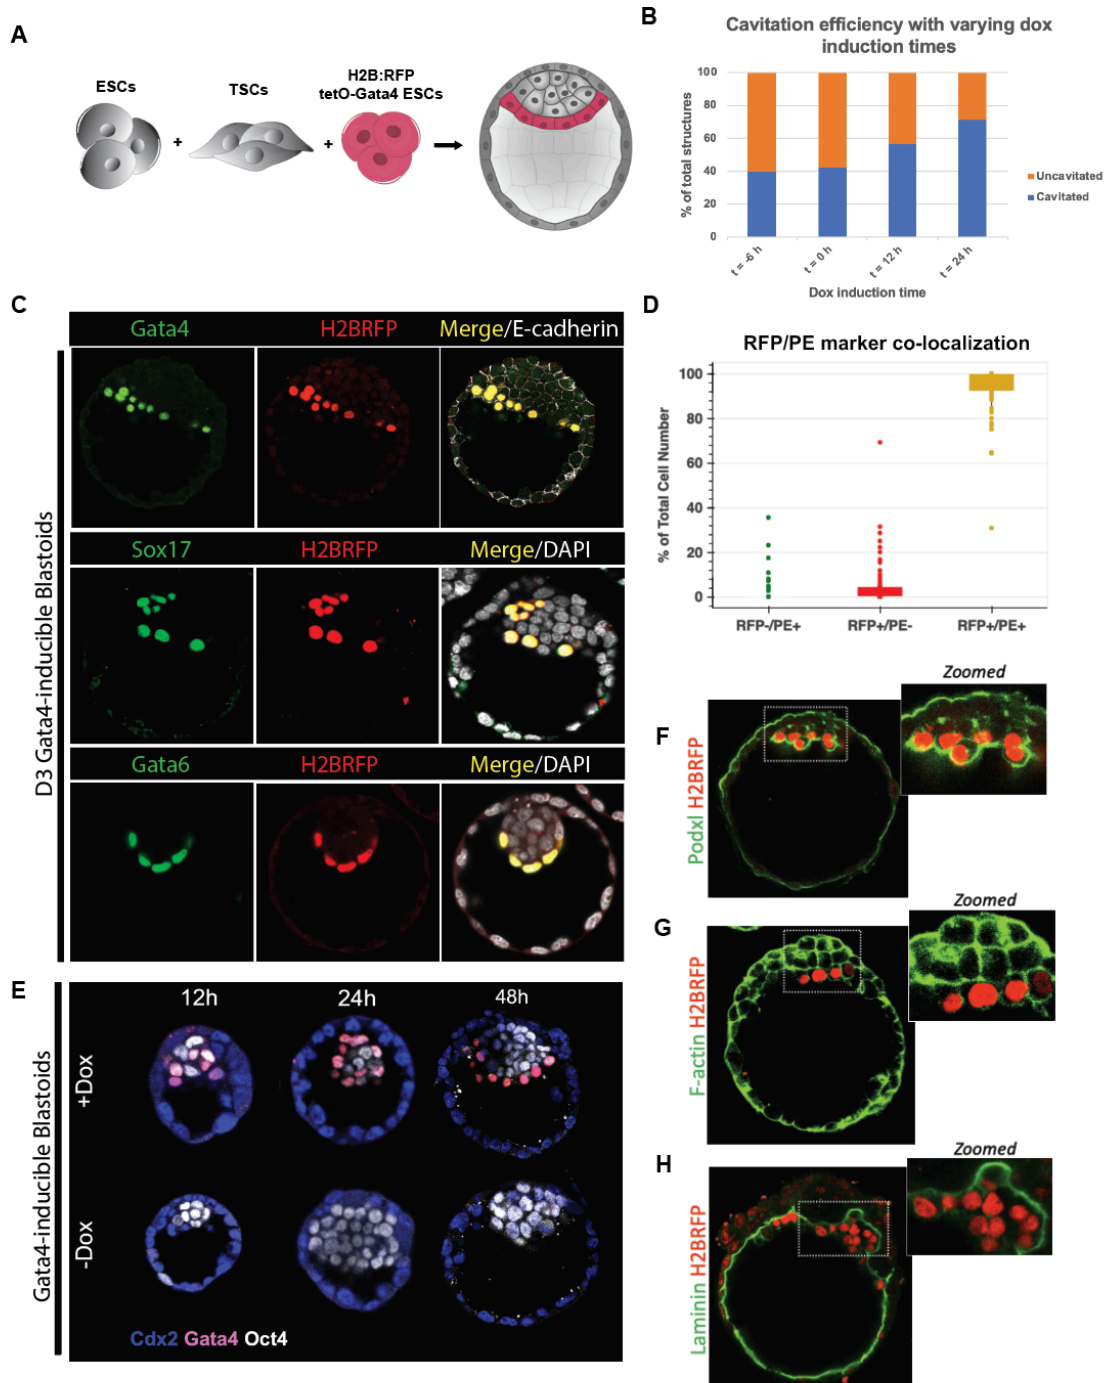 A
ESCs
+
TSCs
+
H2B:RFP
tetO-Gata4 ESCs
B
Cavitation efficiency with varying dox
induction times
% of total structures
100
80
60
40
20
0
t = -6 h
t = 0 h
t = 12 h
t = 24 h
Dox induction time
Uncavitated
Cavitated
C
D3 Gata4-inducible Blastoids
Gata4
H2BRFP
Merge/E-cadherin
Sox17
H2BRFP
Merge/DAPI
Gata6
H2BRFP
Merge/DAPI
D
RFP/PE marker co-localization
% of Total Cell Number
100
80
60
40
20
0
RFP-/PE+
RFP+/PE-
RFP+/PE+
E
Gata4-inducible Blastoids
12h
24h
48h
+Dox
-Dox
Cdx2 Gata4 Oct4
F
Podxl H2BRFP
Zoomed
G
F-actin H2BRFP
Zoomed
H
Laminin H2BRFP
Zoomed